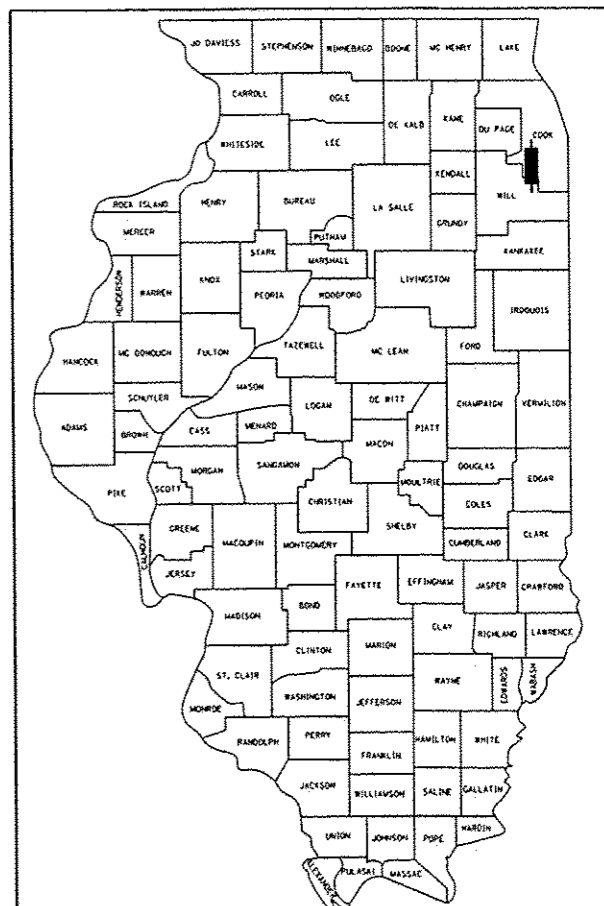 JO DAVIESS STEPHENSON WINNEBAGO BOONE MC HENRY LAKE
CARROLL OGLE DE KALB KANE DU PAGE COOK
WHITESIDE LEE KENDALL WILL
ROCK ISLAND HENRY BUREAU LA SALLE GRUNDY
MERCER PUTNAM KANKAKEE
STARK MARSHALL
HENDERSON WARREN KNOX PEORIA WOODFORD LIVINGSTON IROQUOIS
HANCOCK MC DONOUGH FULTON TAZEWELL MC LEAN FORD
SCHUYLER MASON LOGAN DE WITT CHAMPAIGN VERMILION
ADAMS BROWN CASS MENARD MACON PIATT
MORGAN SANGAMON DOUGLAS EDGAR
PIKE SCOTT CHRISTIAN MOULTRIE COLES
GREENE MACOUPIN MONTGOMERY SHELBY CUMBERLAND CLARK
CALHOUN JERSEY FAYETTE EFFINGHAM JASPER CRAWFORD
MADISON BOND CLAY RICHLAND LAWRENCE
CLINTON MARION
ST. CLAIR WASHINGTON JEFFERSON WAYNE EDWARDS WABASH
MONROE RANDOLPH PERRY FRANKLIN HAMILTON WHITE
JACKSON WILLIAMSON SALINE GALLATIN
UNION JOHNSON POPE HARDIN
ALEXANDER PULASKI MASSAC